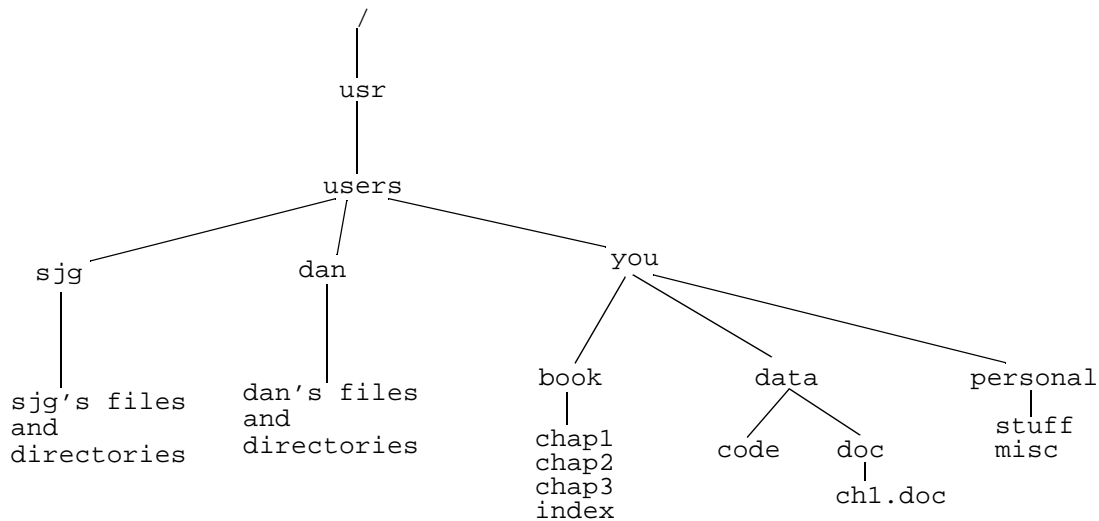 /
usr
users
sjg
dan
you
sjg's files
and
directories
dan's files
and
directories
book
chap1
chap2
chap3
index
data
code
doc
ch1.doc
personal
stuff
misc